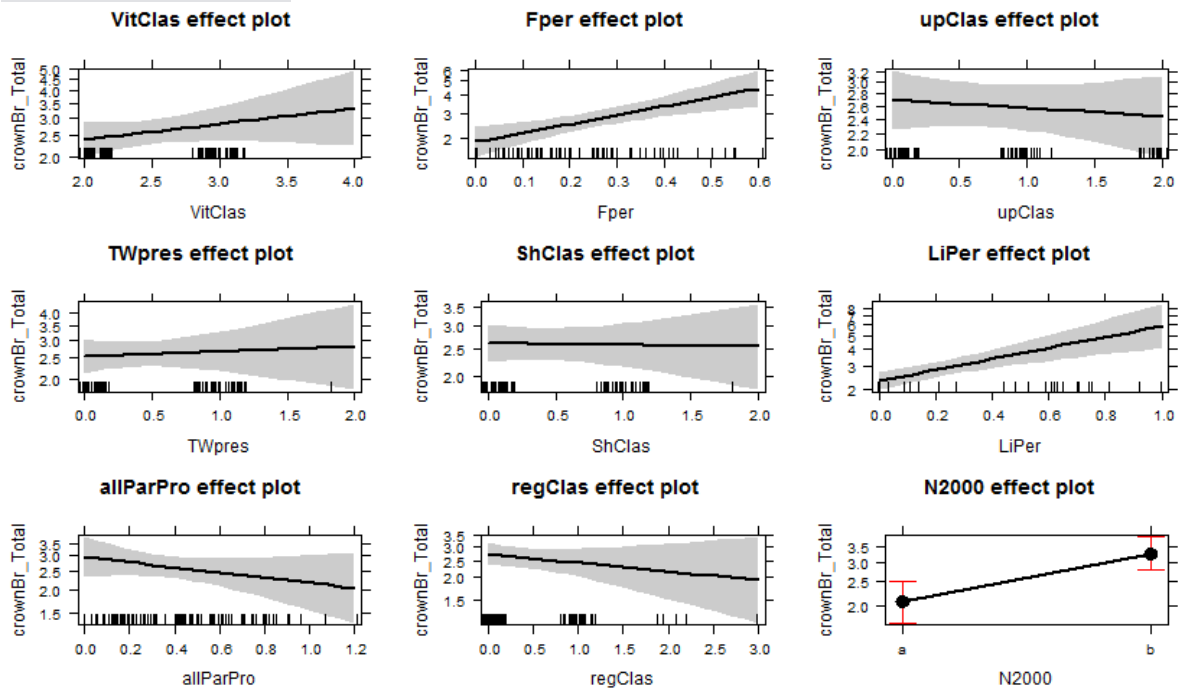 VitClas effect plot
crownBr_Total
5.0
4.5
4.0
3.5
3.0
2.5
2.0
2.0 2.5 3.0 3.5 4.0
VitClas
Fper effect plot
crownBr_Total
6
5
4
3
2
0.0 0.1 0.2 0.3 0.4 0.5 0.6
Fper
upClas effect plot
crownBr_Total
3.2
3.0
2.8
2.6
2.4
2.2
2.0
0.0 0.5 1.0 1.5 2.0
upClas
TWpres effect plot
crownBr_Total
4.0
3.5
3.0
2.5
2.0
0.0 0.5 1.0 1.5 2.0
TWpres
ShClas effect plot
crownBr_Total
3.5
3.0
2.5
2.0
0.0 0.5 1.0 1.5 2.0
ShClas
LiPer effect plot
crownBr_Total
8
7
6
5
4
3
2
0.0 0.2 0.4 0.6 0.8 1.0
LiPer
allParPro effect plot
crownBr_Total
3.5
3.0
2.5
2.0
1.5
0.0 0.2 0.4 0.6 0.8 1.0 1.2
allParPro
regClas effect plot
crownBr_Total
3.5
3.0
2.5
2.0
1.5
0.0 0.5 1.0 1.5 2.0 2.5 3.0
regClas
N2000 effect plot
crownBr_Total
3.5
3.0
2.5
2.0
a b
N2000